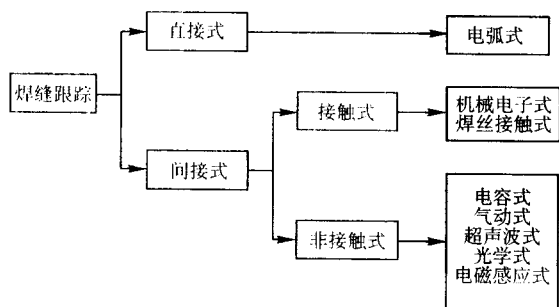 直接式
电弧式
焊缝跟踪
接触式
机械电子式
焊丝接触式
间接式
电容式
气动式
超声波式
光学式
电磁感应式
非接触式